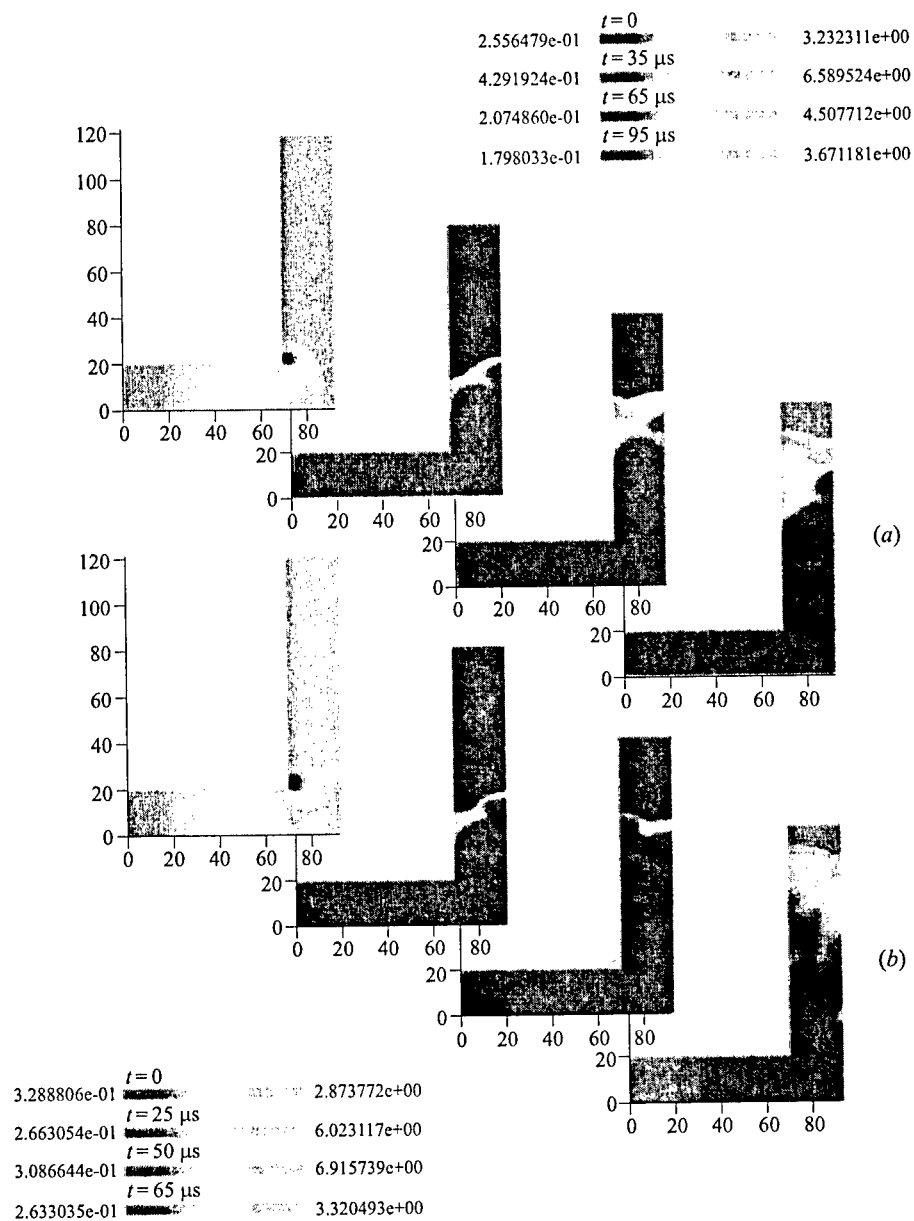 t = 0
2.556479e-01 3.232311e+00
t = 35 μs
4.291924e-01 6.589524e+00
t = 65 μs
2.074860e-01 4.507712e+00
t = 95 μs
1.798033e-01 3.671181e+00
120
100
80
60
40
20
0
0 20 40 60 80
20
0
0 20 40 60 80
20
0
0 20 40 60 80
20
0
0 20 40 60 80
(a)
120
100
80
60
40
20
0
0 20 40 60 80
20
0
0 20 40 60 80
20
0
0 20 40 60 80
20
0
0 20 40 60 80
(b)
t = 0
3.288806e-01 2.873772e+00
t = 25 μs
2.663054e-01 6.023117e+00
t = 50 μs
3.086644e-01 6.915739e+00
t = 65 μs
2.633035e-01 3.320493e+00